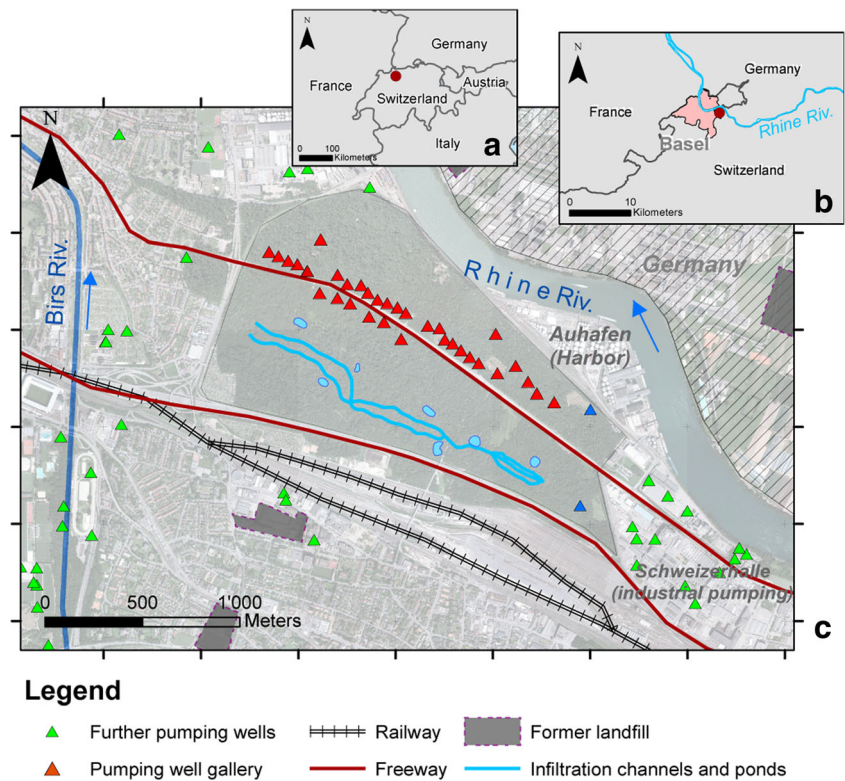 N
Germany
France
Austria
Switzerland
Italy
0 100
Kilometers
a
N
Germany
France
Rhine Riv.
Basel
Switzerland
0 10
Kilometers
b
N
Birs Riv.
Rhine Riv.
Germany
Auhafen
(Harbor)
Schweizerhalle
(industrial pumping)
0 500 1'000
Meters
c
Legend
Further pumping wells
Railway
Former landfill
Pumping well gallery
Freeway
Infiltration channels and ponds